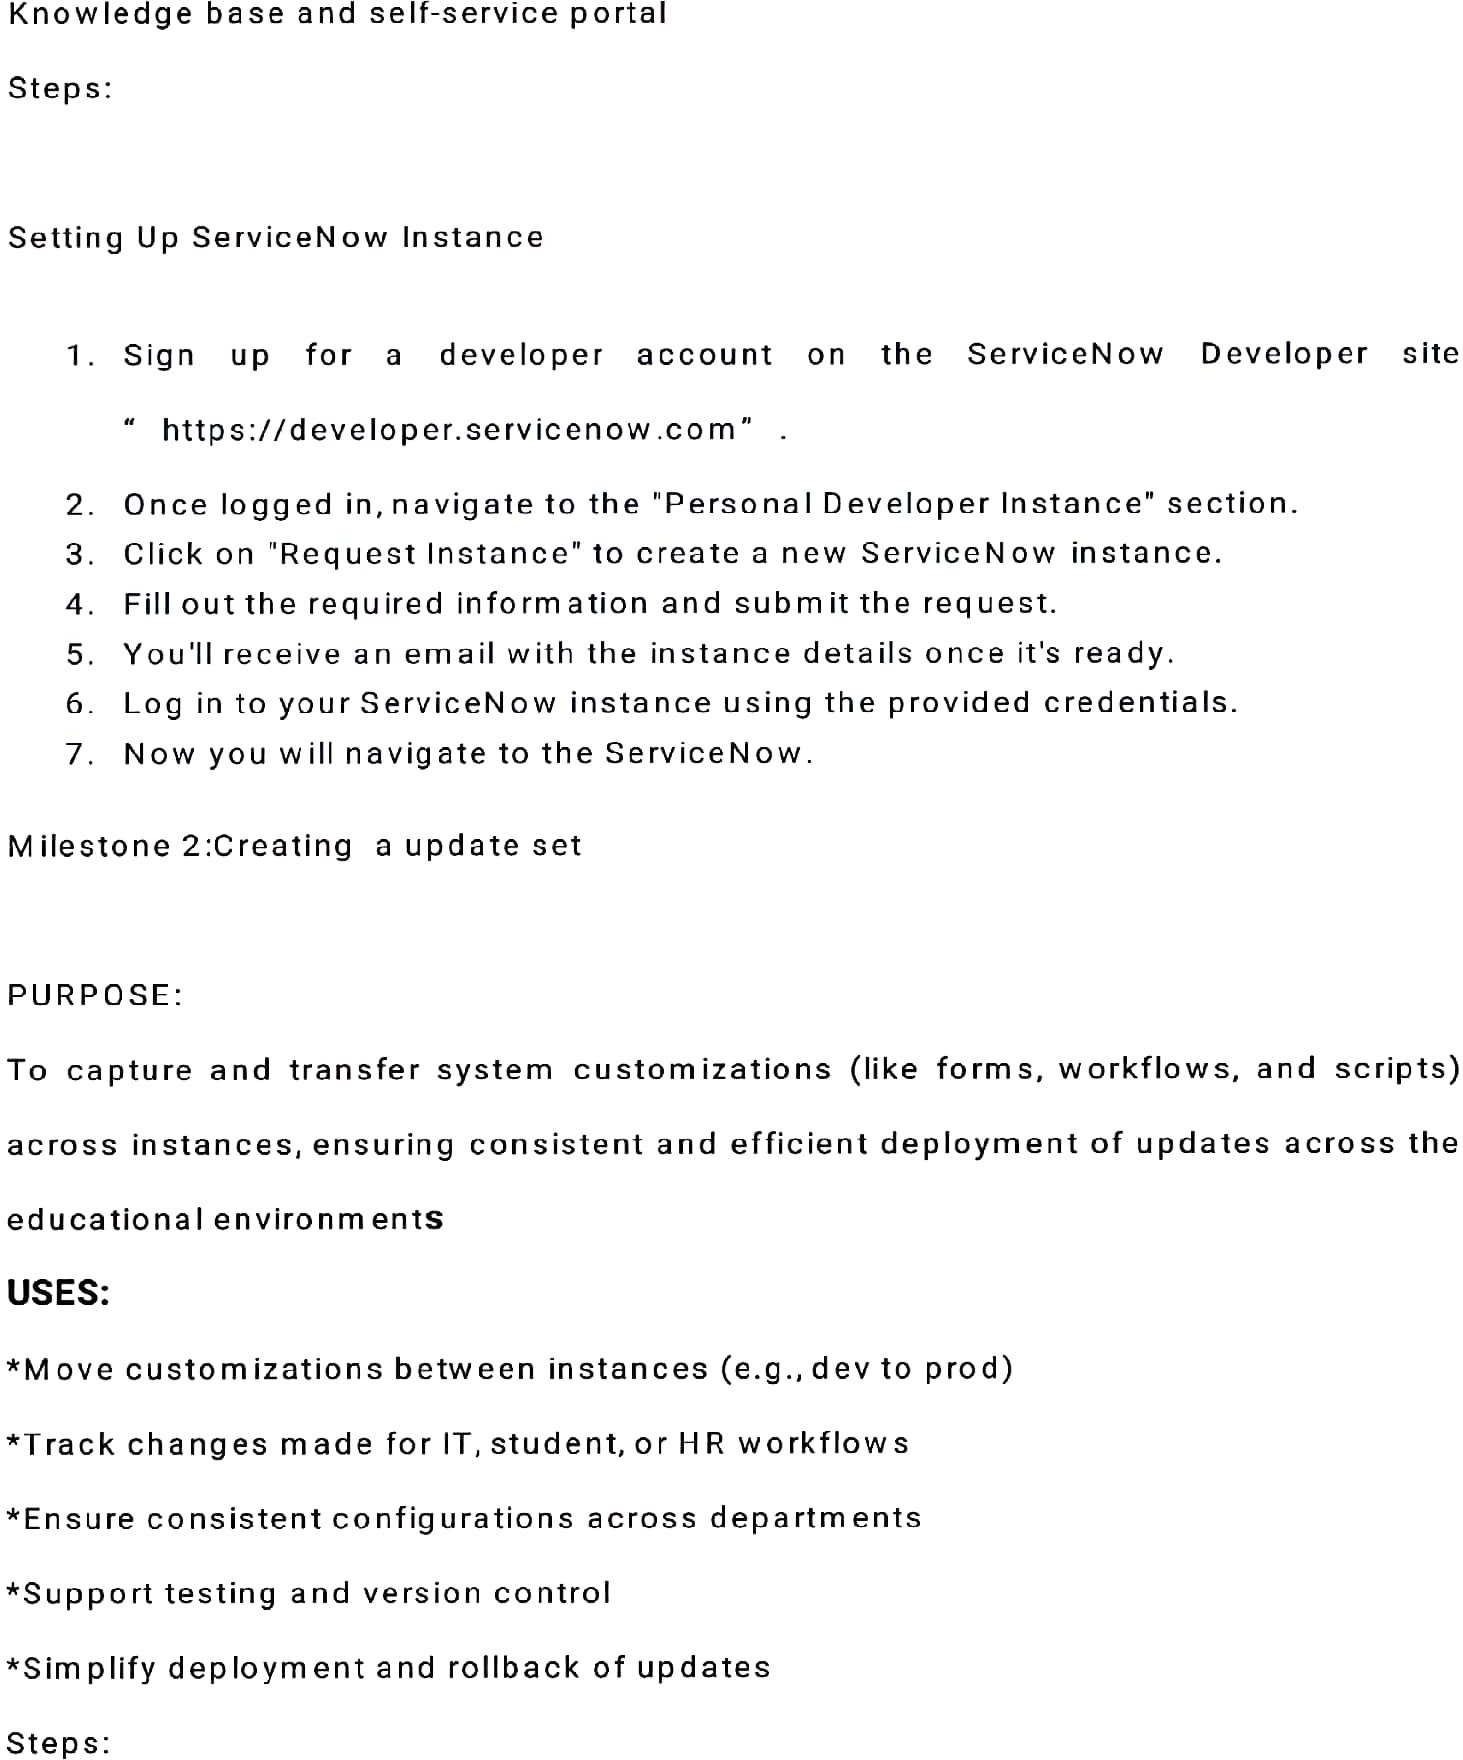 Knowledge base and self-service portal
Steps:
Setting Up ServiceNow Instance
1. Sign up for a developer account on the ServiceNow Developer site
“ https://developer.servicenow.com” .
2. Once logged in, navigate to the "Personal Developer Instance" section.
3. Click on "Request Instance" to create a new ServiceNow instance.
4. Fill out the required information and submit the request.
5. You'll receive an email with the instance details once it's ready.
6. Log in to your ServiceNow instance using the provided credentials.
7. Now you will navigate to the ServiceNow.
Milestone 2:Creating a update set
PURPOSE:
To capture and transfer system customizations (like forms, workflows, and scripts)
across instances, ensuring consistent and efficient deployment of updates across the
educational environments
USES:
*Move customizations between instances (e.g., dev to prod)
*Track changes made for IT, student, or HR workflows
*Ensure consistent configurations across departments
*Support testing and version control
*Simplify deployment and rollback of updates
Steps: